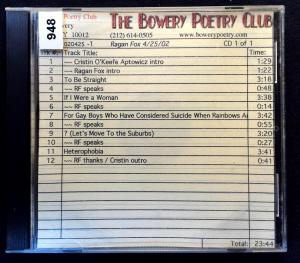 948
Poetry Club
THE BOWERY POETRY CLUB
ery
Y 10012 (212) 614-0505 www.bowerypoetry.com
020425 -1 Ragan Fox 4/25/02 CD 1 of 1
Track Title: Time:
1 ~~ Cristin O'Keefe Aptowicz intro 1:29
2 ~~ Ragan Fox intro 1:22
3 To Be Straight 3:18
4 ~~ RF speaks 0:48
5 If I Were a Woman 3:38
6 ~~ RF speaks 0:14
7 For Gay Boys Who Have Considered Suicide When Rainbows Ar 3:42
8 ~~ RF speaks 0:55
9 ? (Let's Move To the Suburbs) 3:20
10 ~~ RF speaks 0:27
11 Heterophobia 3:41
12 ~~ RF thanks / Cristin outro 0:41
Total: 23:44